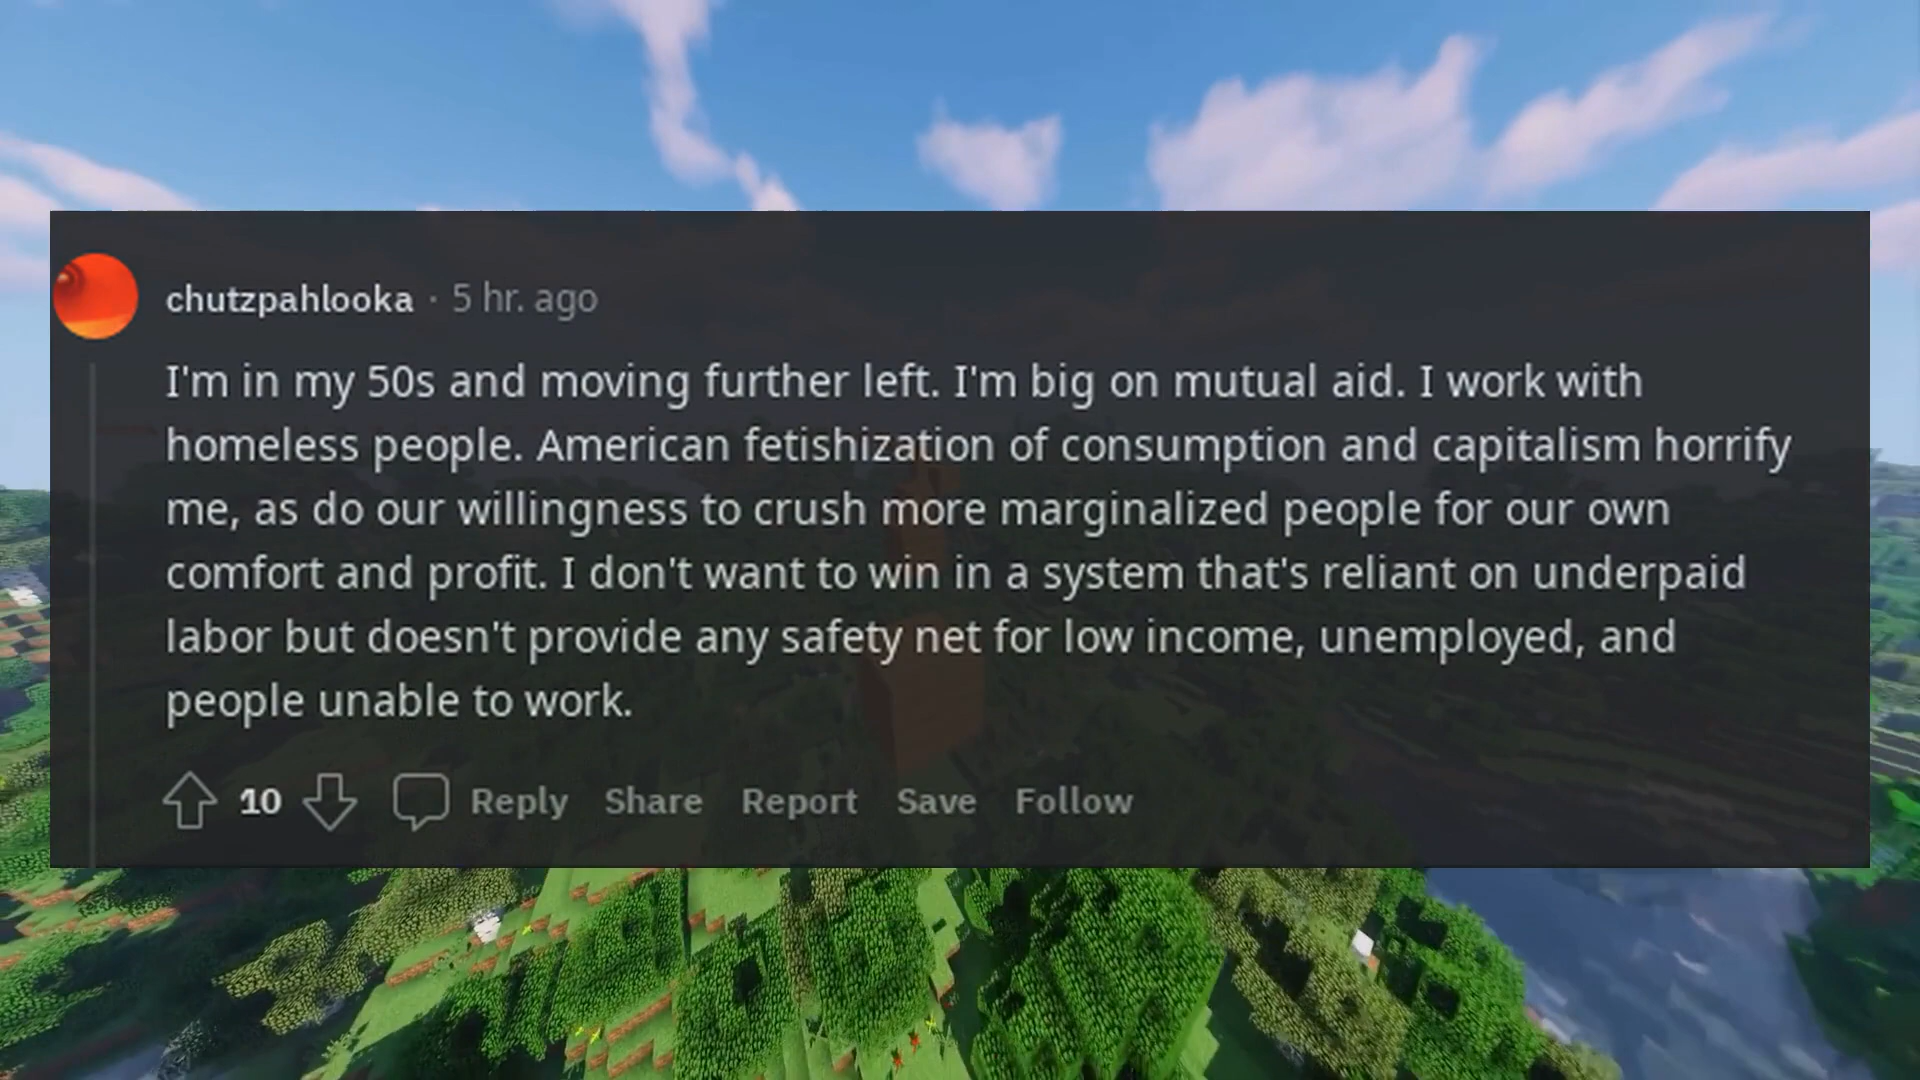 chutzpahlooka · 5 hr. ago
I'm in my 50s and moving further left. I'm big on mutual aid. I work with
homeless people. American fetishization of consumption and capitalism horrify
me, as do our willingness to crush more marginalized people for our own
comfort and profit. I don't want to win in a system that's reliant on underpaid
labor but doesn't provide any safety net for low income, unemployed, and
people unable to work.
10 Reply Share Report Save Follow